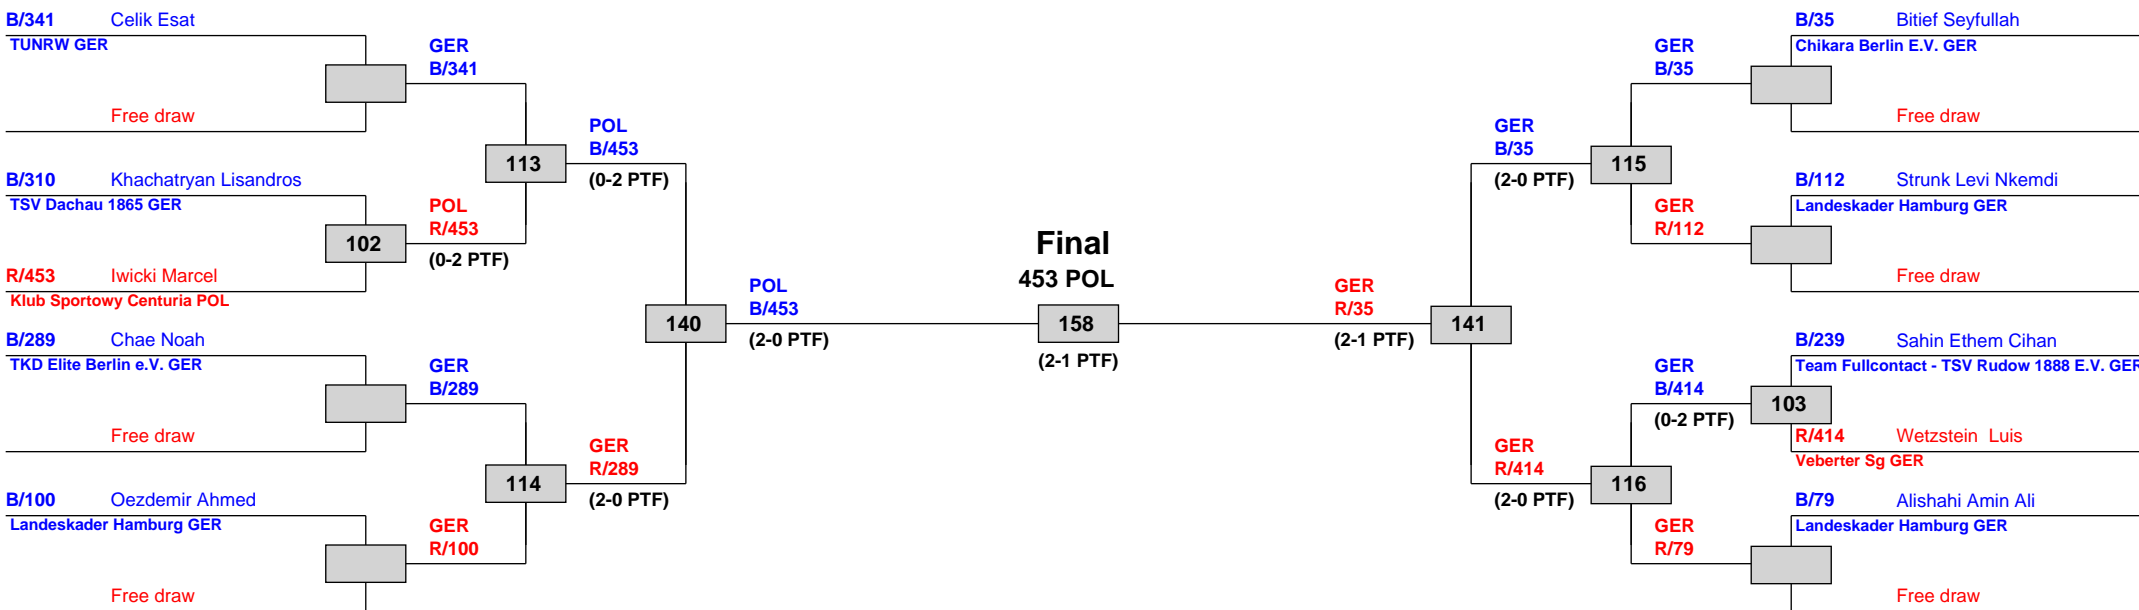 B/341 Celik Esat
TUNRW GER
Free draw
B/310 Khachatryan Lisandros
TSV Dachau 1865 GER
R/453 Iwicki Marcel
Klub Sportowy Centuria POL
B/289 Chae Noah
TKD Elite Berlin e.V. GER
Free draw
B/100 Oezdemir Ahmed
Landeskader Hamburg GER
Free draw
GER
B/341
102
POL
R/453
(0-2 PTF)
GER
B/289
GER
R/100
113
POL
B/453
(0-2 PTF)
114
GER
R/289
(2-0 PTF)
140
POL
B/453
(2-0 PTF)
Final
453 POL
158
(2-1 PTF)
GER
R/35
(2-1 PTF)
141
GER
B/35
(2-0 PTF)
115
GER
R/414
(2-0 PTF)
116
GER
B/35
GER
R/112
GER
B/414
(0-2 PTF)
103
GER
R/79
B/35 Bitief Seyfullah
Chikara Berlin E.V. GER
Free draw
B/112 Strunk Levi Nkemdi
Landeskader Hamburg GER
Free draw
B/239 Sahin Ethem Cihan
Team Fullcontact - TSV Rudow 1888 E.V. GER
R/414 Wetzstein  Luis
Veberter Sg GER
B/79 Alishahi Amin Ali
Landeskader Hamburg GER
Free draw